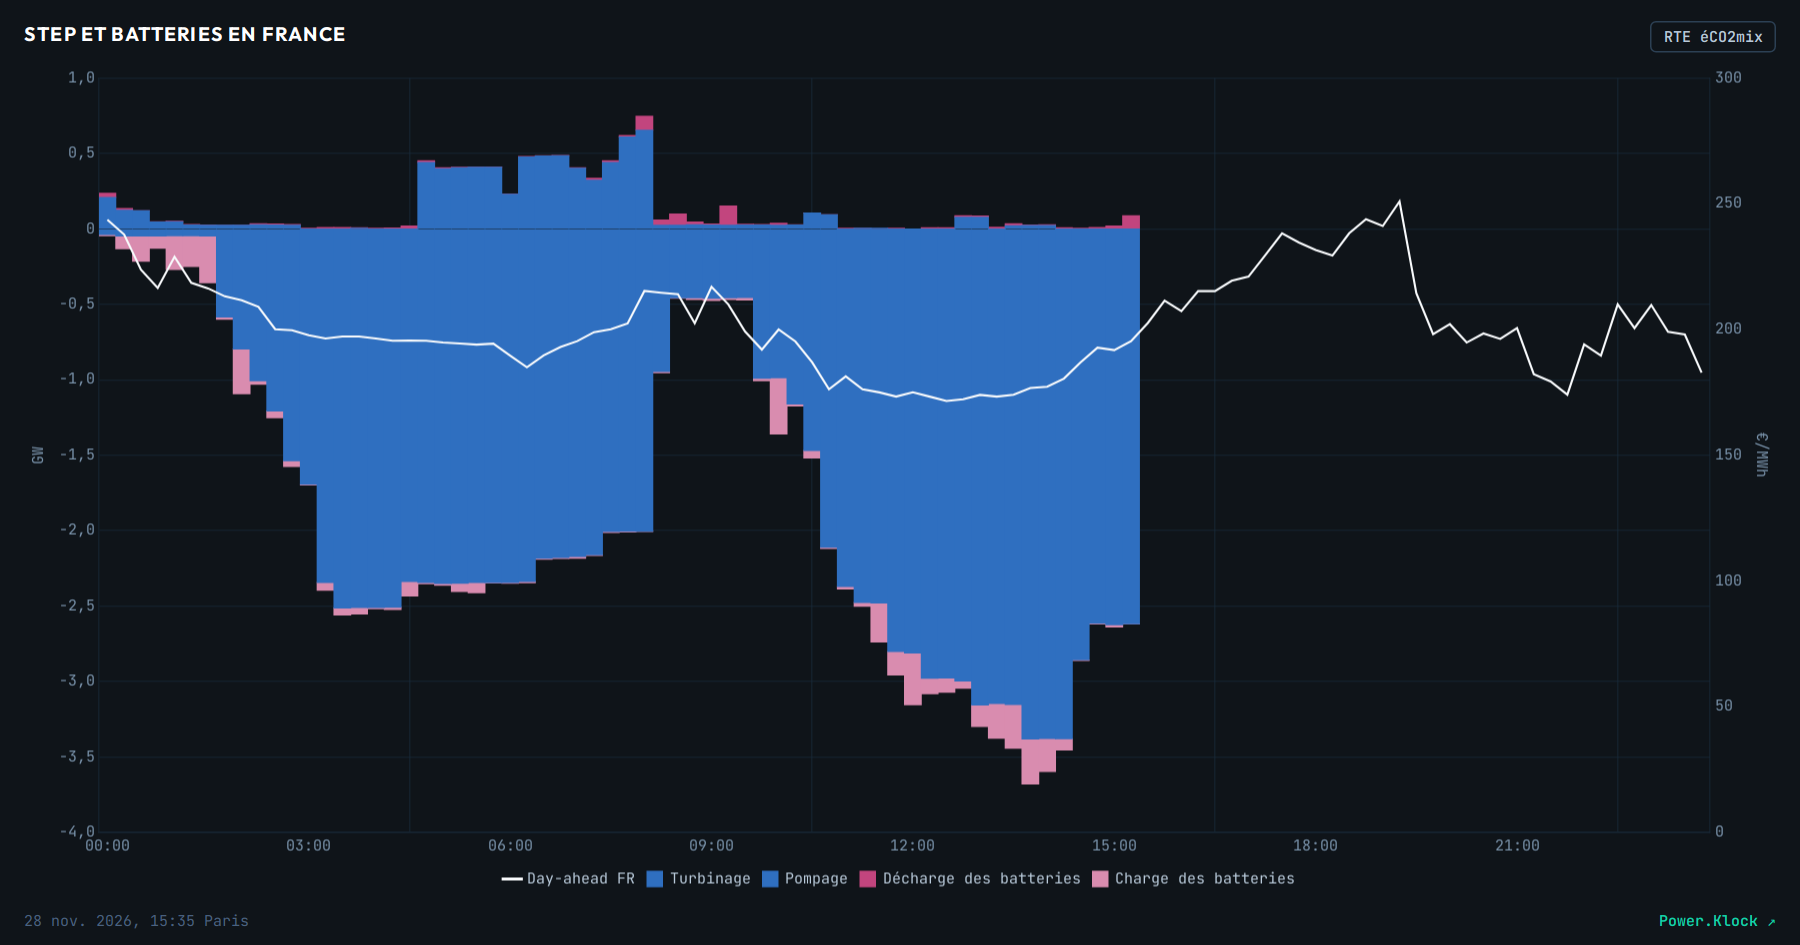 STEP ET BATTERIES EN FRANCE
RTE éCO2mix
1,0
0,5
0
-0,5
-1,0
-1,5
-2,0
-2,5
-3,0
-3,5
-4,0
GW
300
250
200
150
100
50
0
€/MWh
00:00 03:00 06:00 09:00 12:00 15:00 18:00 21:00
Day-ahead FR Turbinage Pompage Décharge des batteries Charge des batteries
28 nov. 2026, 15:35 Paris
Power.Klock ↗